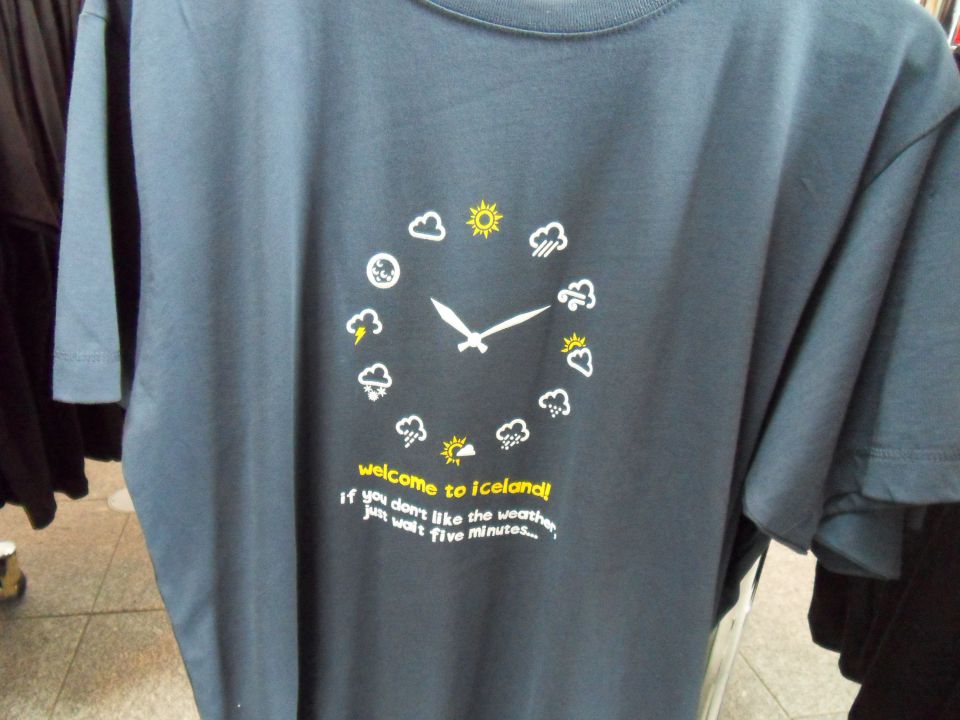 welcome to iceland!
if you don't like the weather,
just wait five minutes...